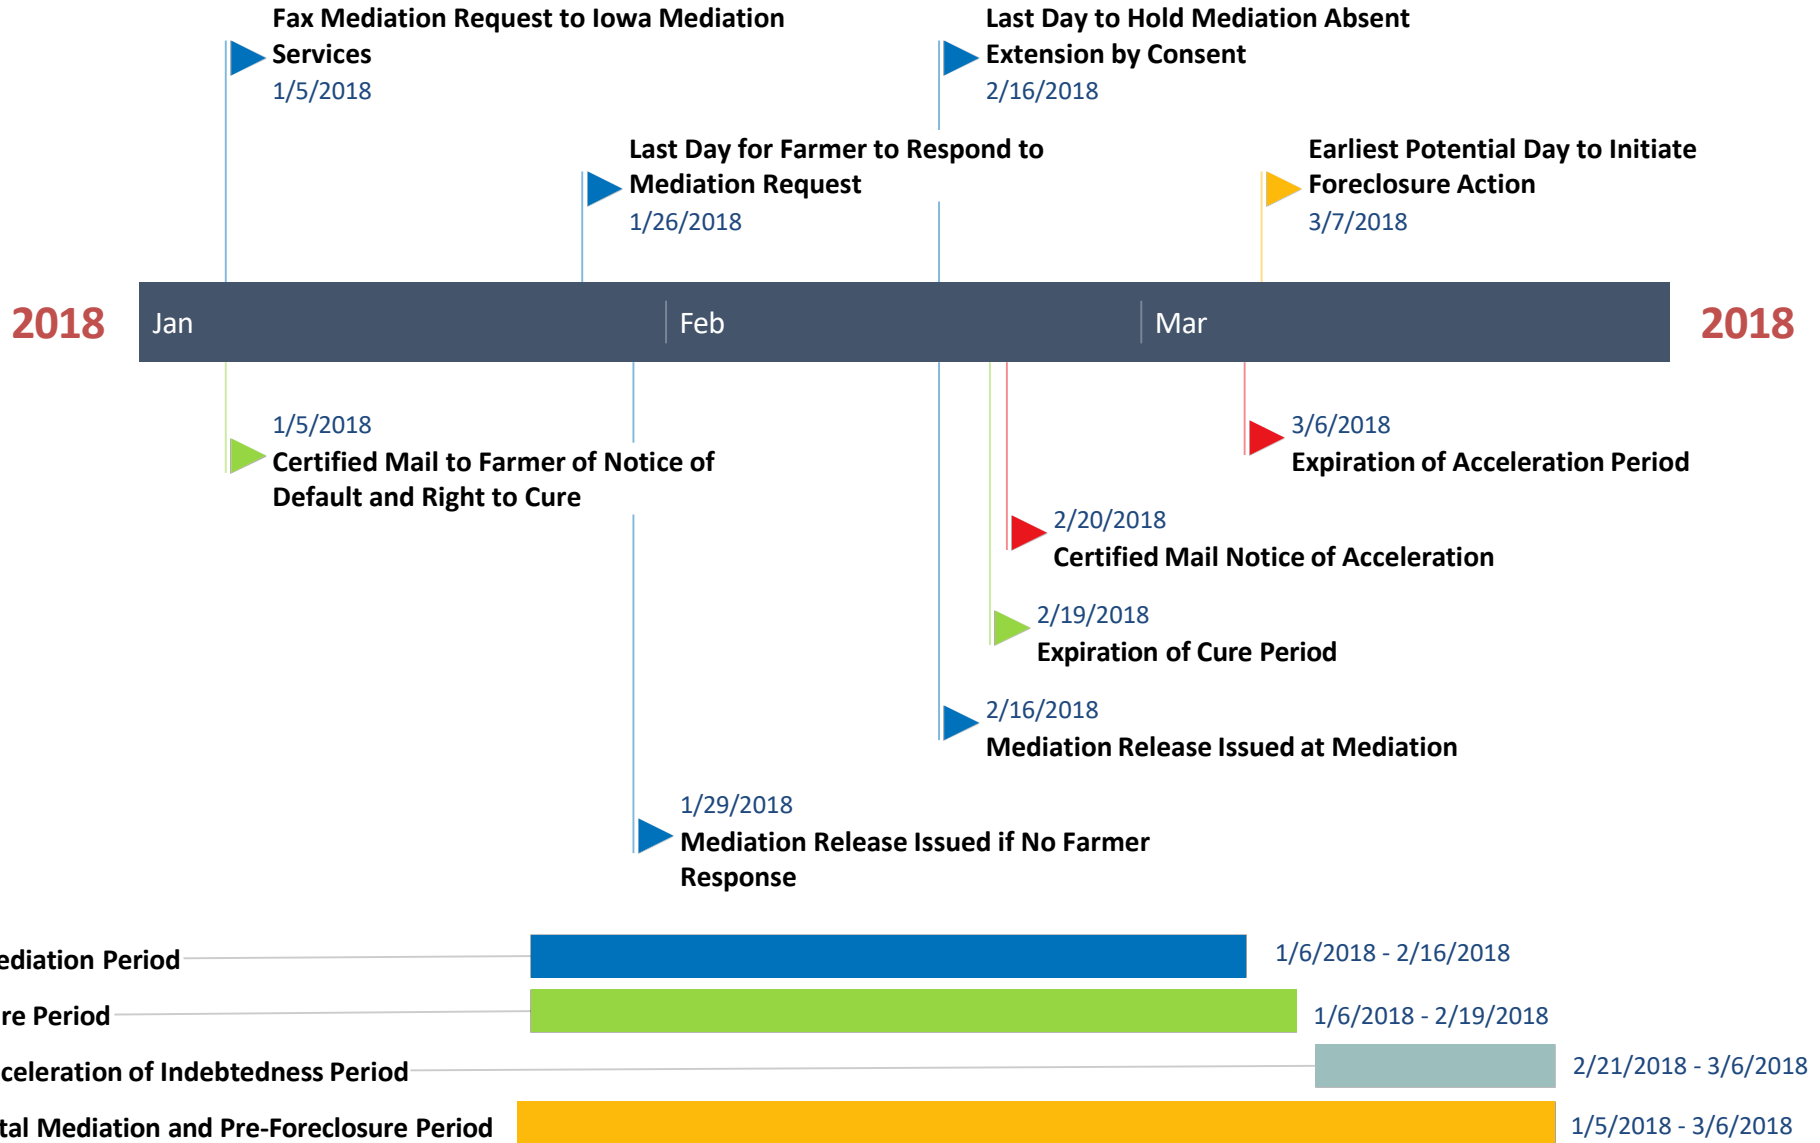 Fax Mediation Request to Iowa Mediation
Services
1/5/2018
Last Day to Hold Mediation Absent
Extension by Consent
2/16/2018
Last Day for Farmer to Respond to
Mediation Request
1/26/2018
Earliest Potential Day to Initiate
Foreclosure Action
3/7/2018
2018
Jan
Feb
Mar
2018
1/5/2018
Certified Mail to Farmer of Notice of
Default and Right to Cure
3/6/2018
Expiration of Acceleration Period
2/20/2018
Certified Mail Notice of Acceleration
2/19/2018
Expiration of Cure Period
2/16/2018
Mediation Release Issued at Mediation
1/29/2018
Mediation Release Issued if No Farmer
Response
ediation Period
1/6/2018 - 2/16/2018
re Period
1/6/2018 - 2/19/2018
celeration of Indebtedness Period
2/21/2018 - 3/6/2018
tal Mediation and Pre-Foreclosure Period
1/5/2018 - 3/6/2018